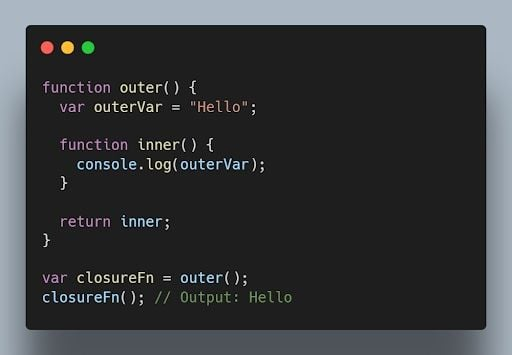 function outer() {
  var outerVar = "Hello";

  function inner() {
    console.log(outerVar);
  }

  return inner;
}

var closureFn = outer();
closureFn(); // Output: Hello